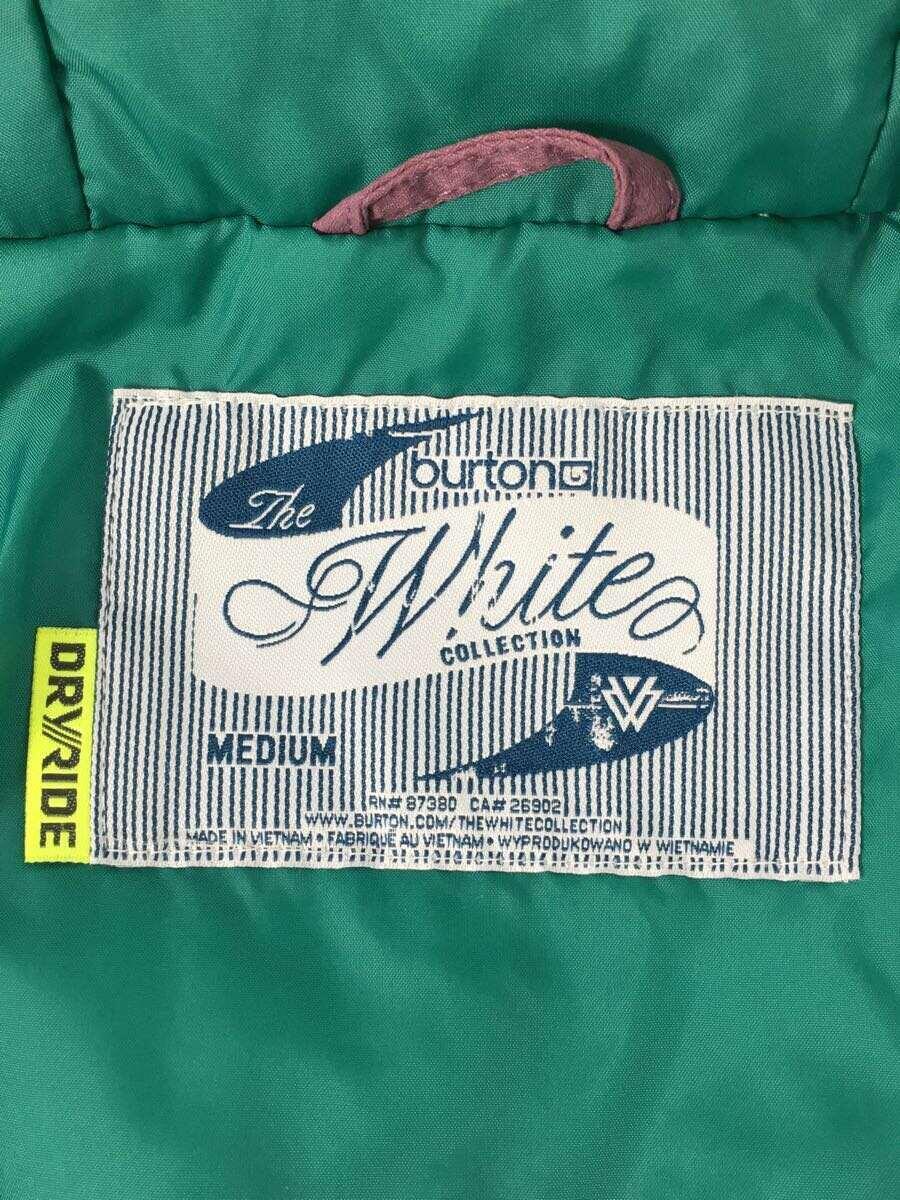 burton
The
White
COLLECTION
DRY//RIDE
MEDIUM
RN# 87380 CA# 26902
WWW.BURTON.COM/THEWHITECOLLECTION
MADE IN VIETNAM • FABRIQUÉ AU VIETNAM • WYPRODUKOWANO W WIETNAMIE